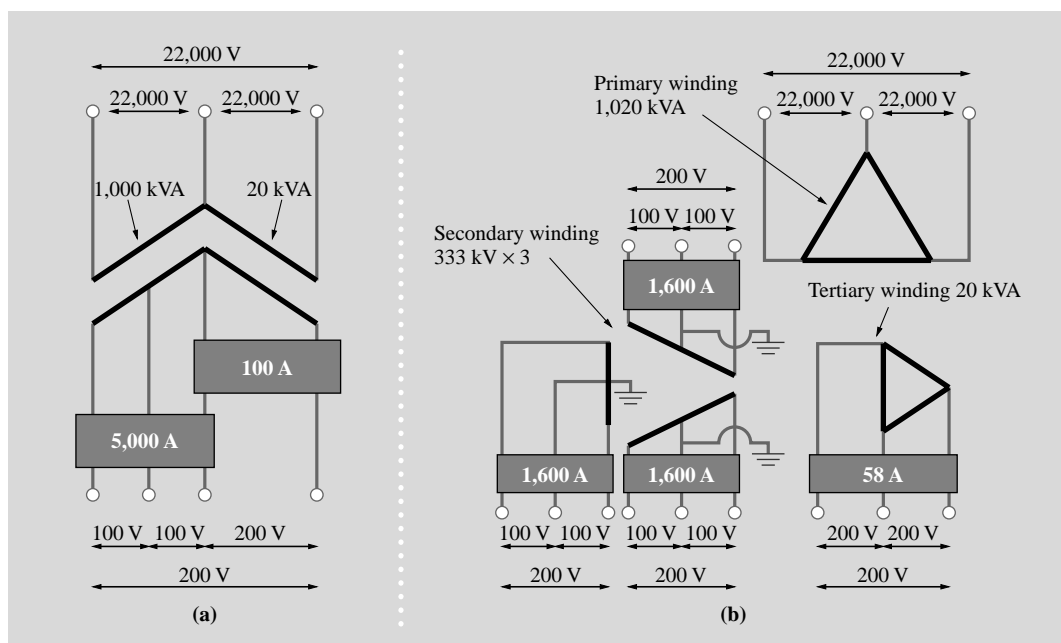 22,000 V
22,000 V 22,000 V
1,000 kVA 20 kVA
100 A
5,000 A
100 V 100 V 200 V
200 V
(a)
22,000 V
Primary winding
1,020 kVA
22,000 V 22,000 V
200 V
100 V 100 V
Secondary winding
333 kV × 3
1,600 A
Tertiary winding 20 kVA
1,600 A
1,600 A
58 A
100 V 100 V
200 V
100 V 100 V
200 V
200 V 200 V
200 V
(b)